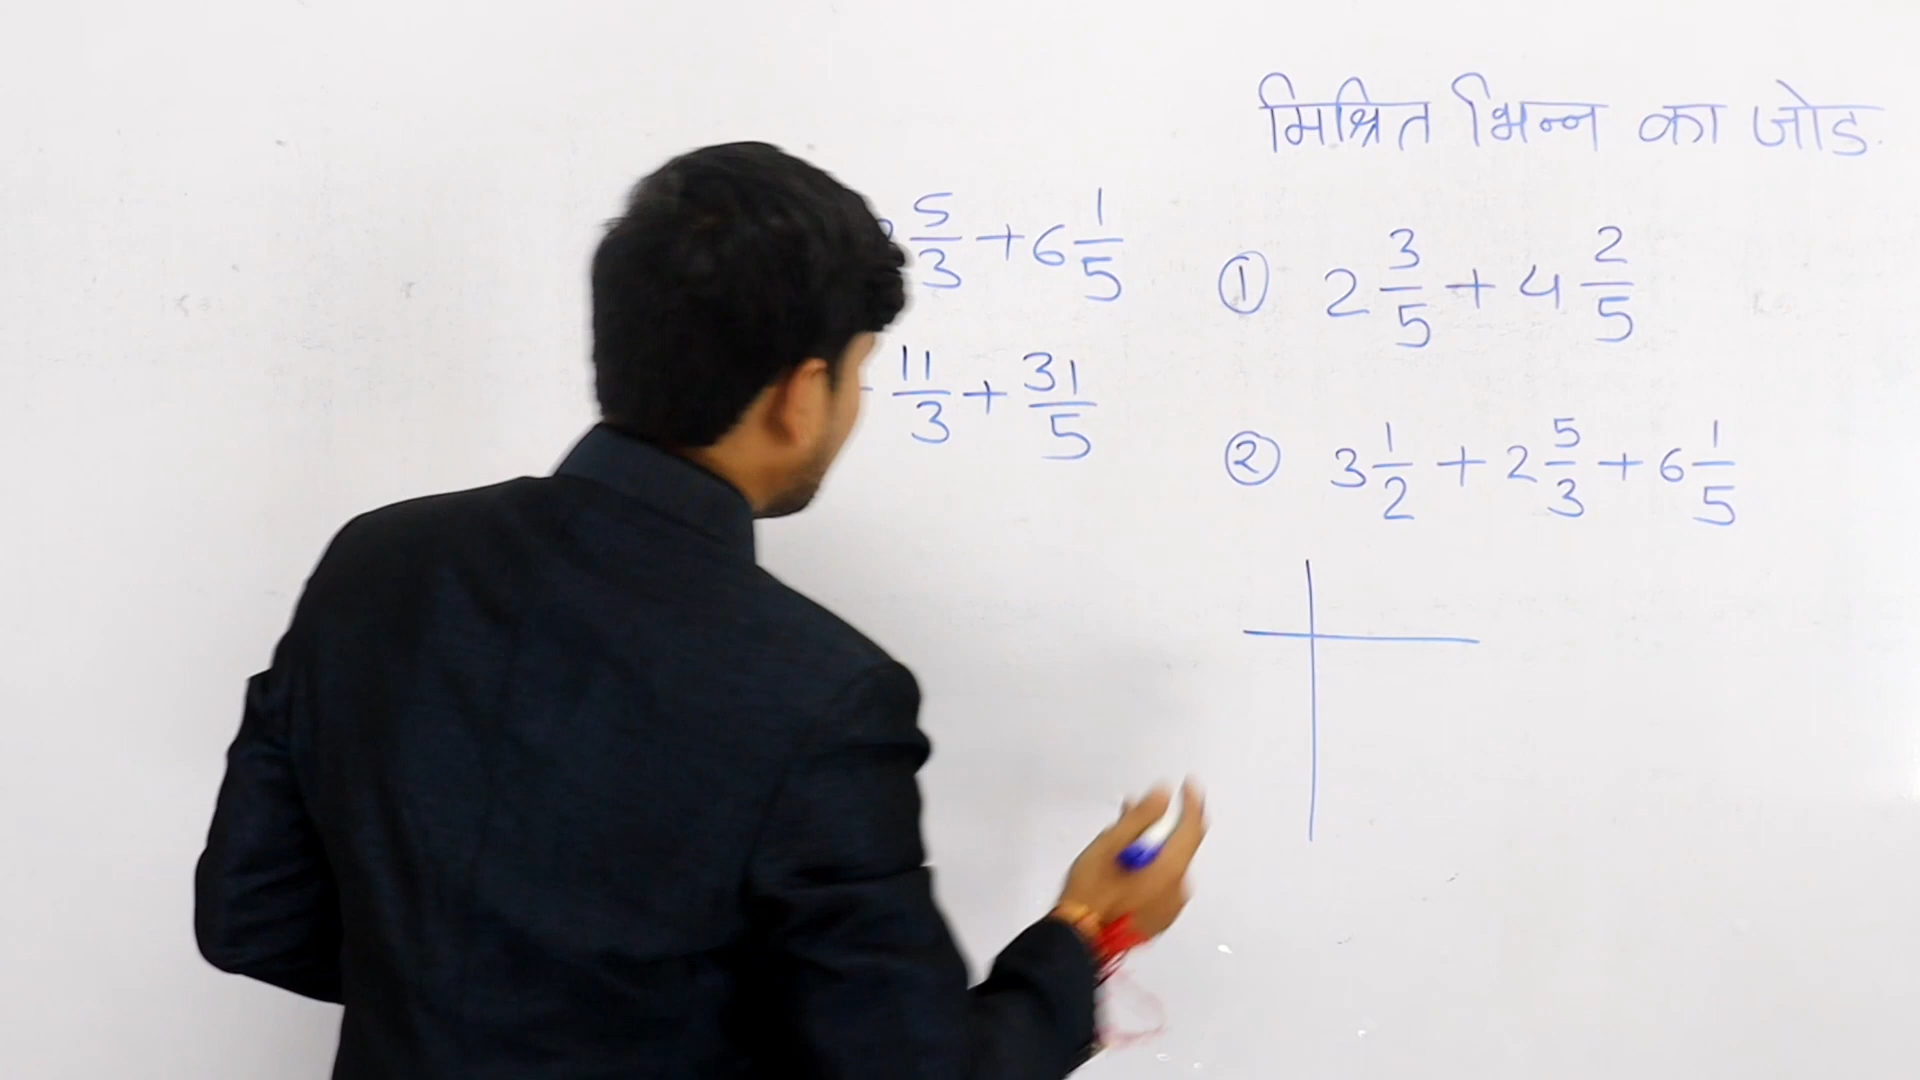 मिश्रित भिन्न का जोड
5/3 + 6 1/5
11/3 + 31/5
① 2 3/5 + 4 2/5
② 3 1/2 + 2 5/3 + 6 1/5